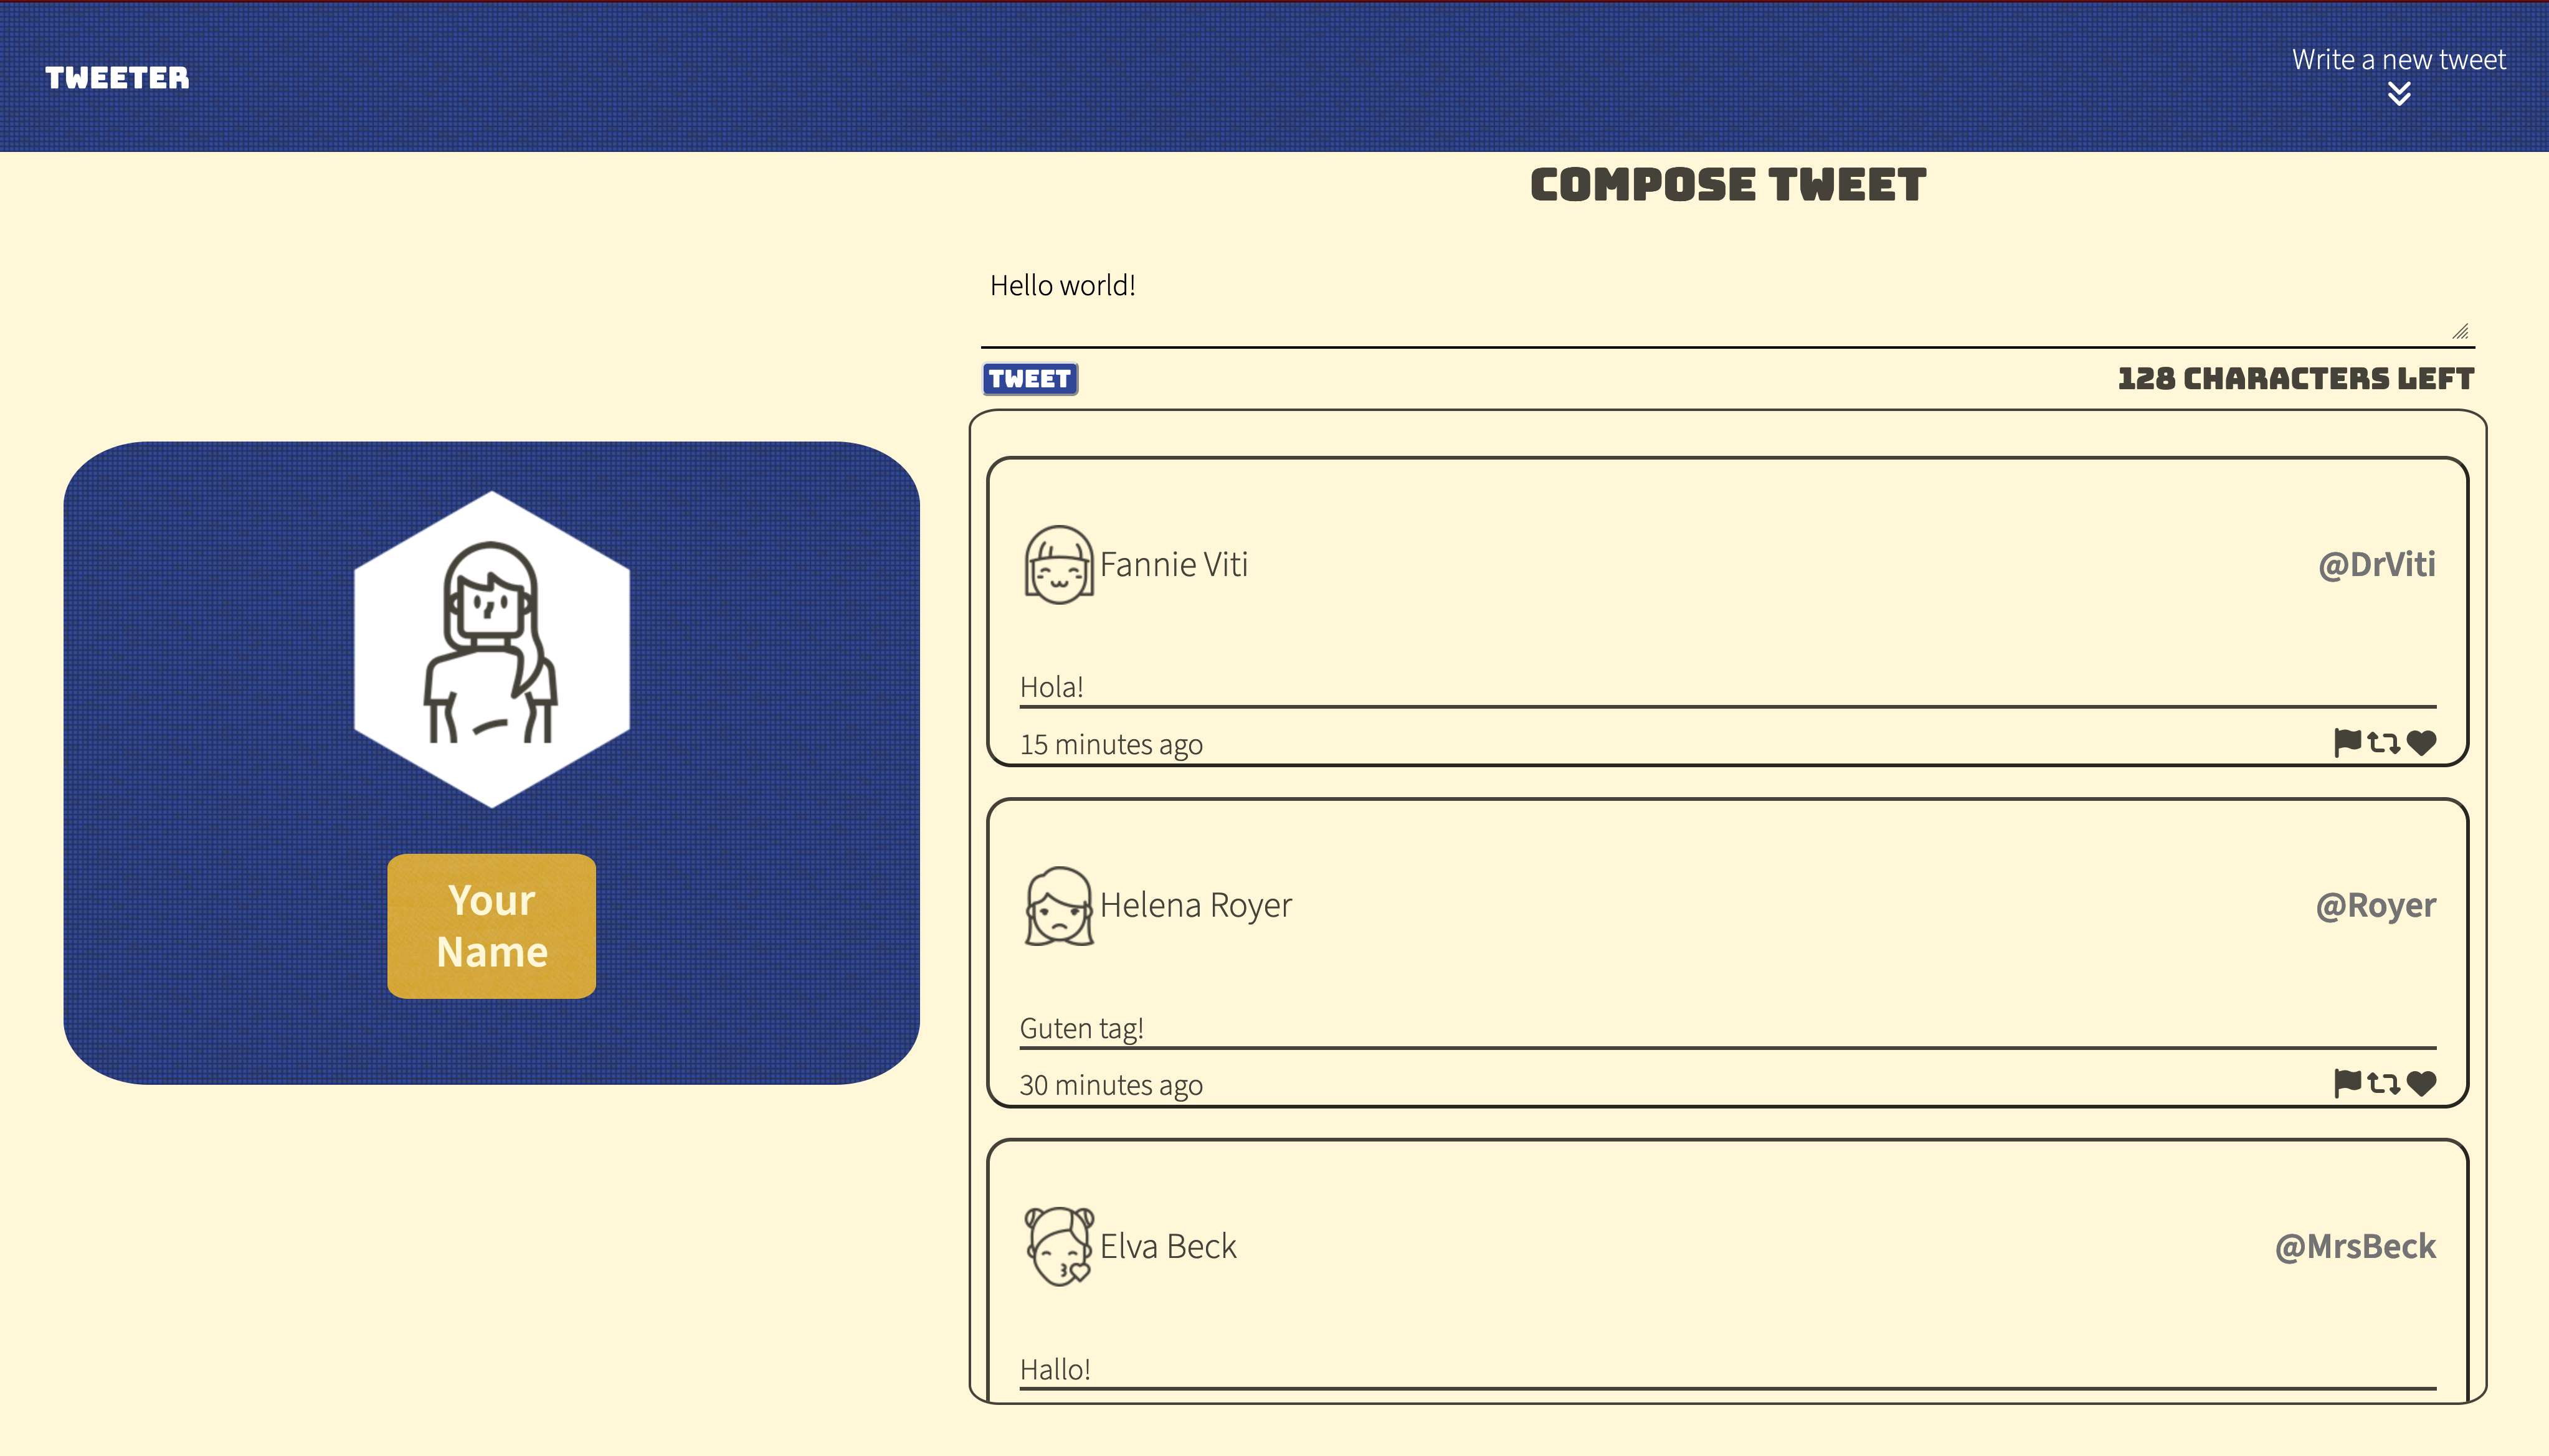 TWEETER
Write a new tweet
COMPOSE TWEET
Hello world!
TWEET
128 CHARACTERS LEFT
Your
Name
Fannie Viti
@DrViti
Hola!
15 minutes ago
Helena Royer
@Royer
Guten tag!
30 minutes ago
Elva Beck
@MrsBeck
Hallo!